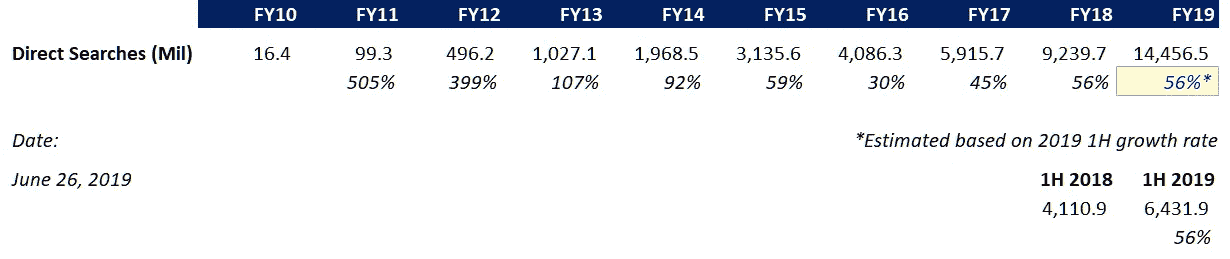 FY10 FY11 FY12 FY13 FY14 FY15 FY16 FY17 FY18 FY19
Direct Searches (Mil) 16.4 99.3 496.2 1,027.1 1,968.5 3,135.6 4,086.3 5,915.7 9,239.7 14,456.5
505% 399% 107% 92% 59% 30% 45% 56% 56%*
Date: *Estimated based on 2019 1H growth rate
June 26, 2019 1H 2018 1H 2019
4,110.9 6,431.9
56%